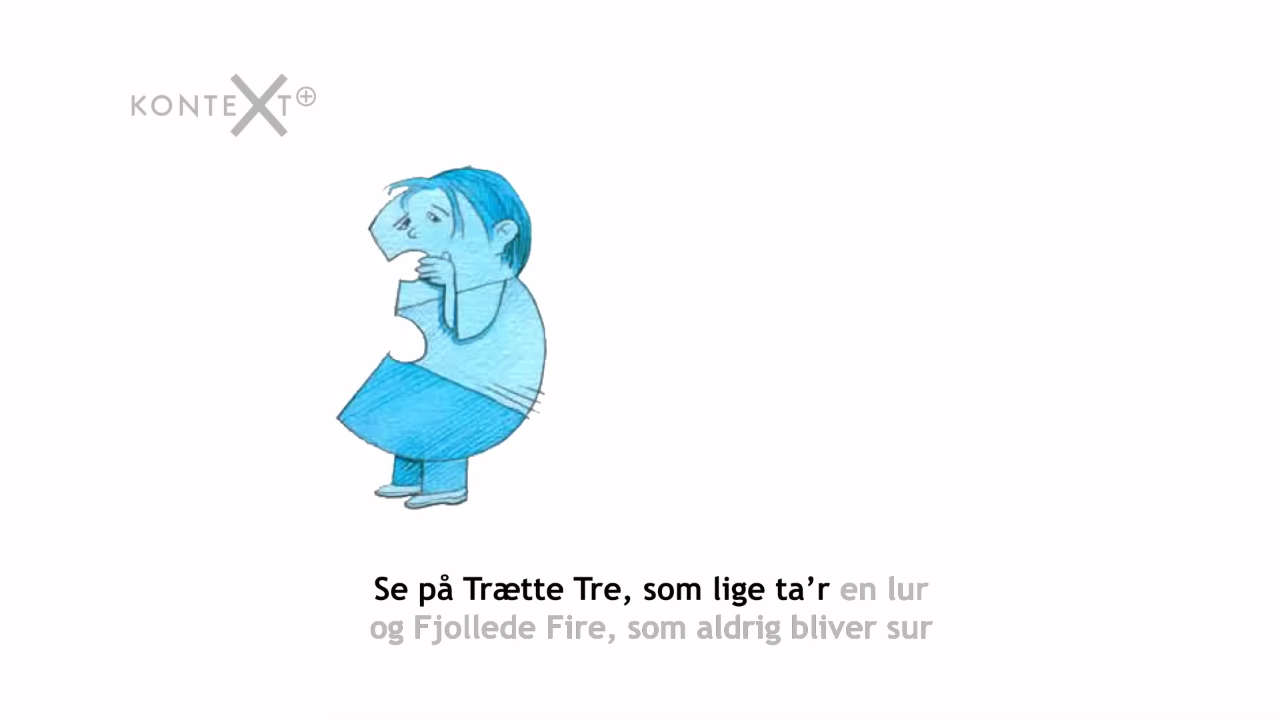 KONTEXT+
Se på Trætte Tre, som lige ta’r en lur
og Fjollede Fire, som aldrig bliver sur